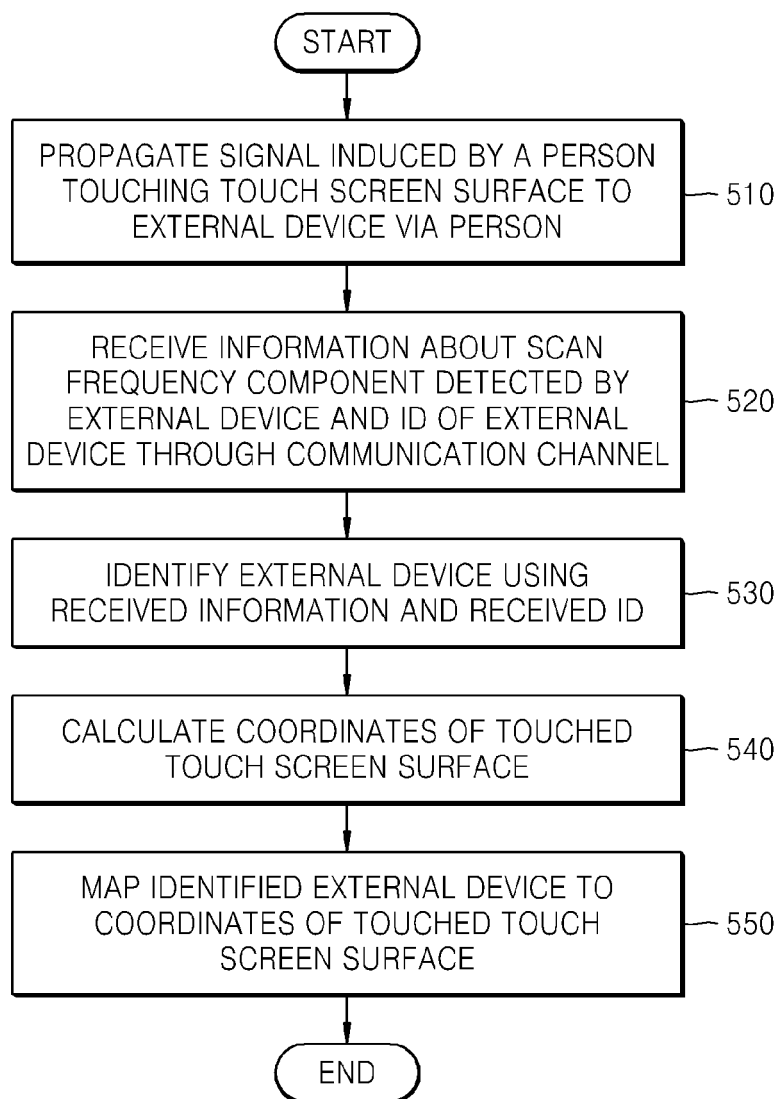 START
PROPAGATE SIGNAL INDUCED BY A PERSON
TOUCHING TOUCH SCREEN SURFACE TO
EXTERNAL DEVICE VIA PERSON
510
RECEIVE INFORMATION ABOUT SCAN
FREQUENCY COMPONENT DETECTED BY
EXTERNAL DEVICE AND ID OF EXTERNAL
DEVICE THROUGH COMMUNICATION CHANNEL
520
IDENTIFY EXTERNAL DEVICE USING
RECEIVED INFORMATION AND RECEIVED ID
530
CALCULATE COORDINATES OF TOUCHED
TOUCH SCREEN SURFACE
540
MAP IDENTIFIED EXTERNAL DEVICE TO
COORDINATES OF TOUCHED TOUCH
SCREEN SURFACE
550
END